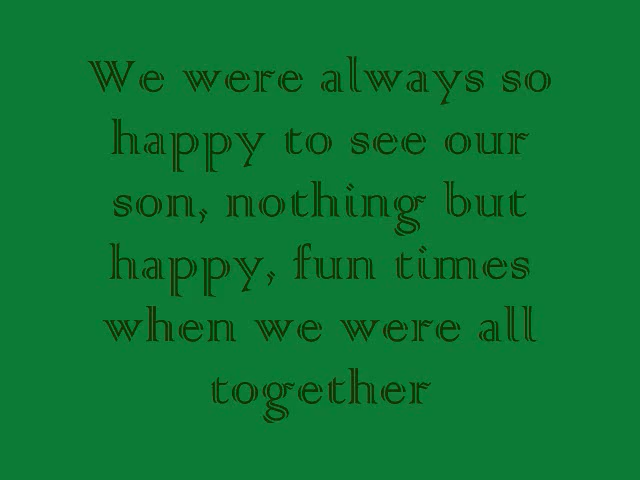 We were always so
happy to see our
son, nothing but
happy, fun times
when we were all
together